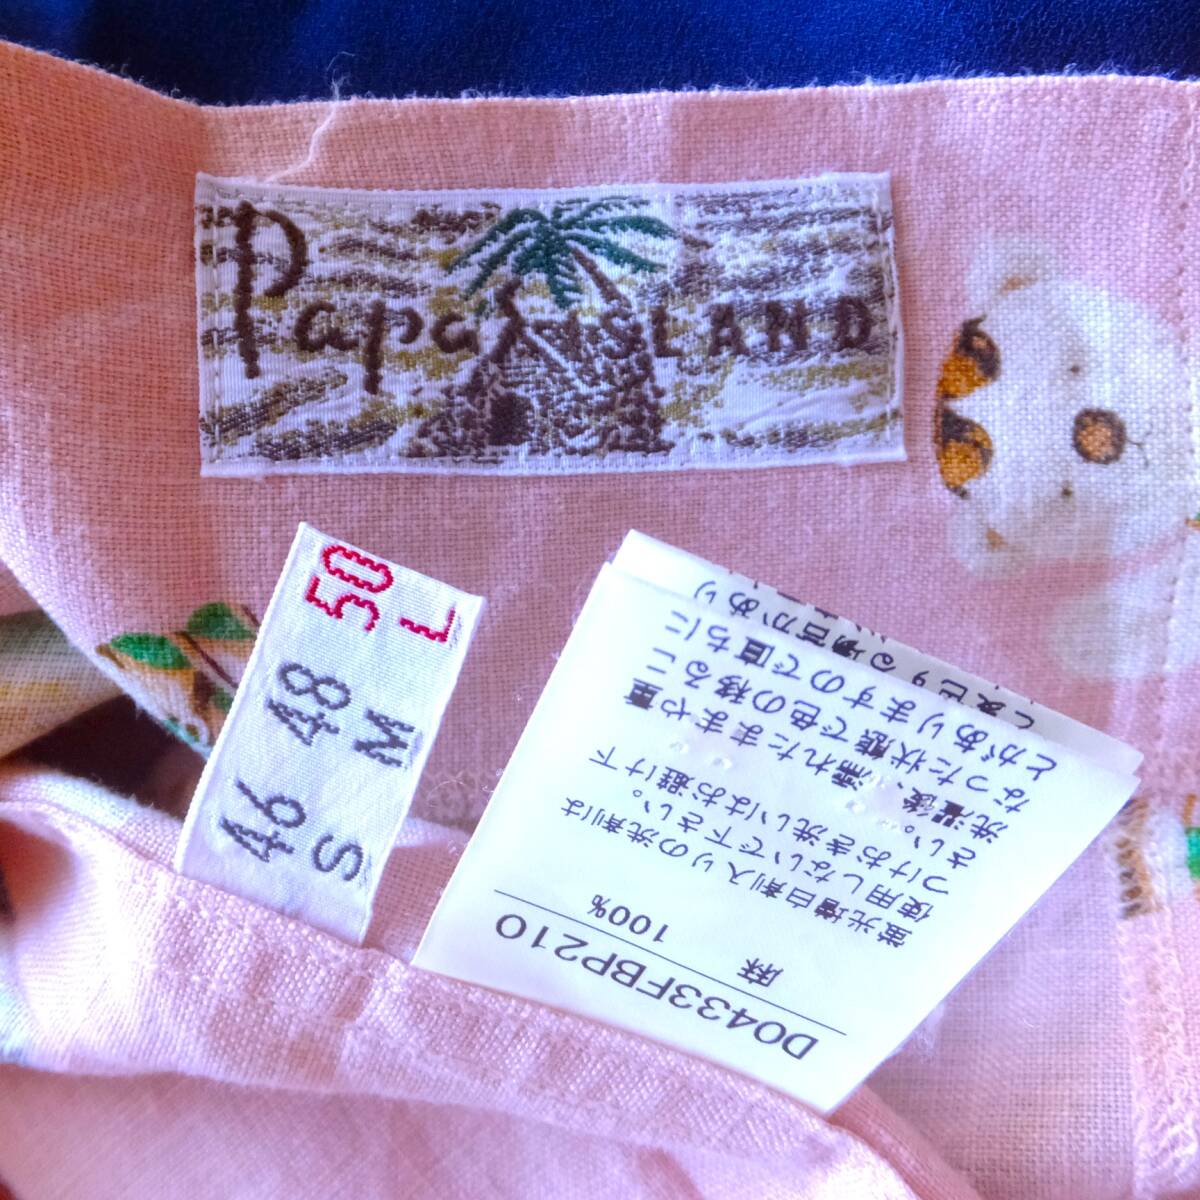 Papa ISLAND
50 L
48 M
46 S
D0433FBP210
麻 100%
蛍光増白剤入りの洗剤は
使用しないで下さい。
つけおき洗いはお避け下
さい。
洗濯後、濡れたままや重
なった状態で色の移るこ
とがありますので直ちに